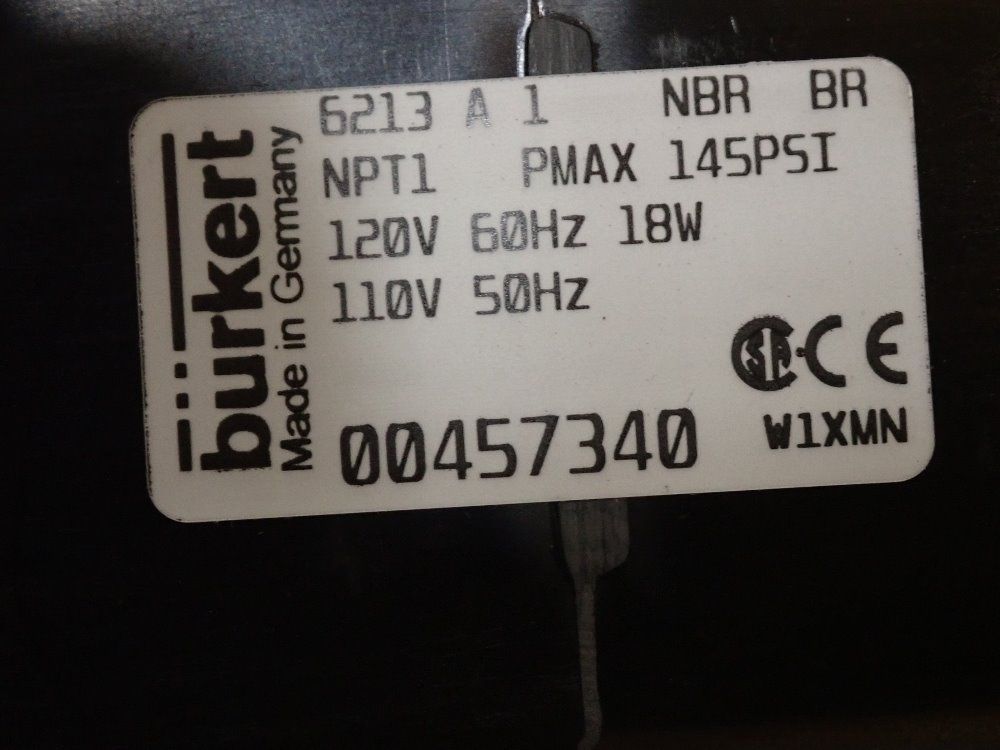 bürkert
Made in Germany
6213 A 1 NBR BR
NPT1 PMAX 145PSI
120V 60Hz 18W
110V 50Hz
CE
00457340 W1XMN